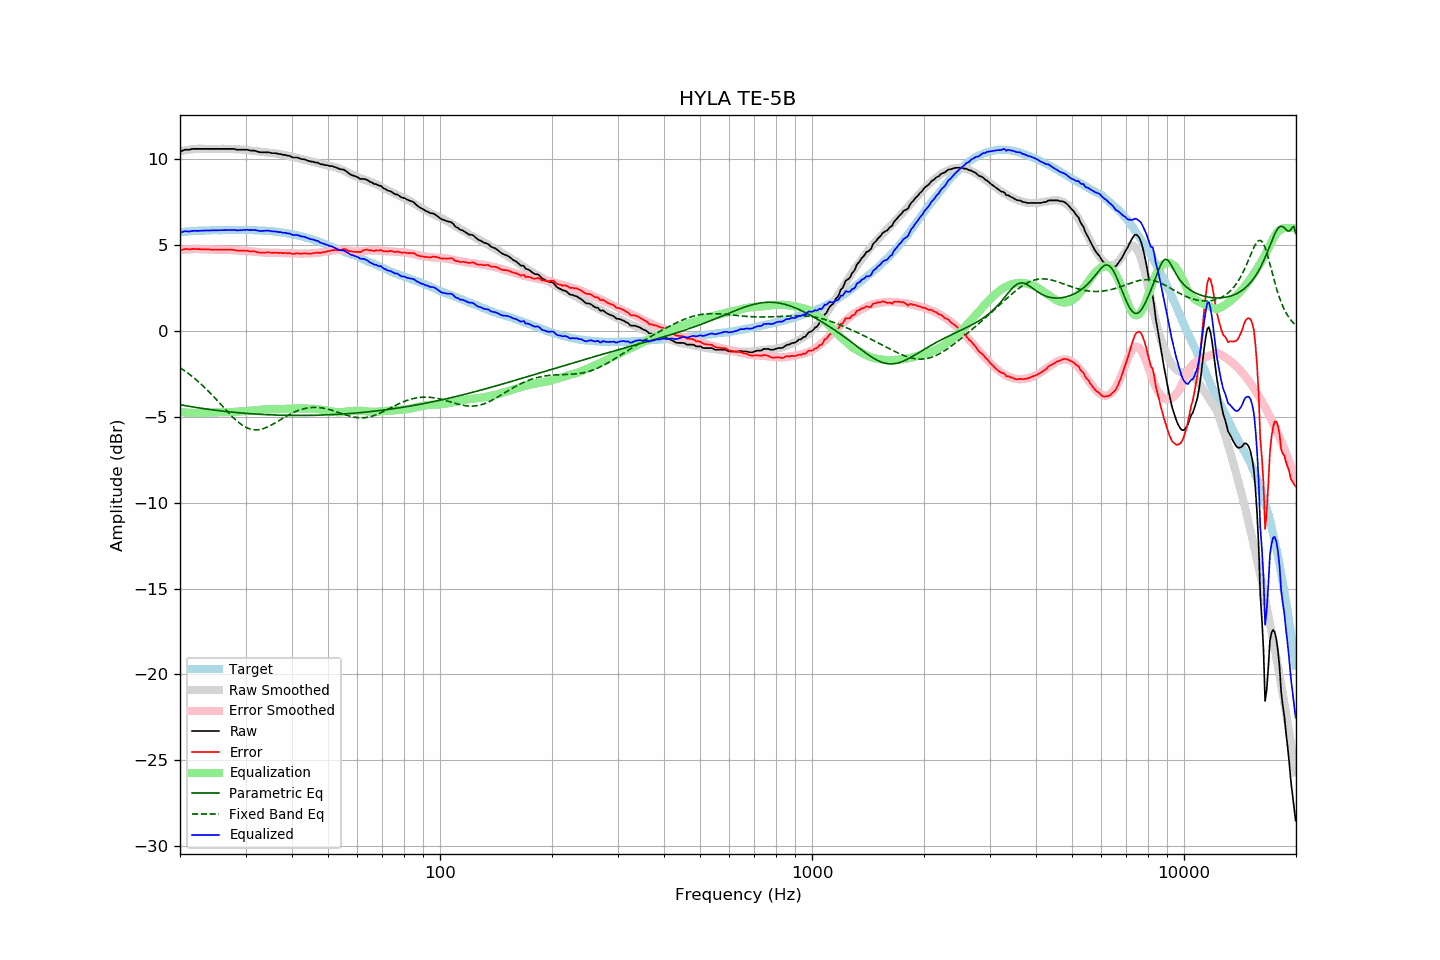 HYLA TE-5B
10
5
0
−5
−10
−15
−20
−25
−30
Amplitude (dBr)
Target
Raw Smoothed
Error Smoothed
Raw
Error
Equalization
Parametric Eq
Fixed Band Eq
Equalized
100
1000
10000
Frequency (Hz)